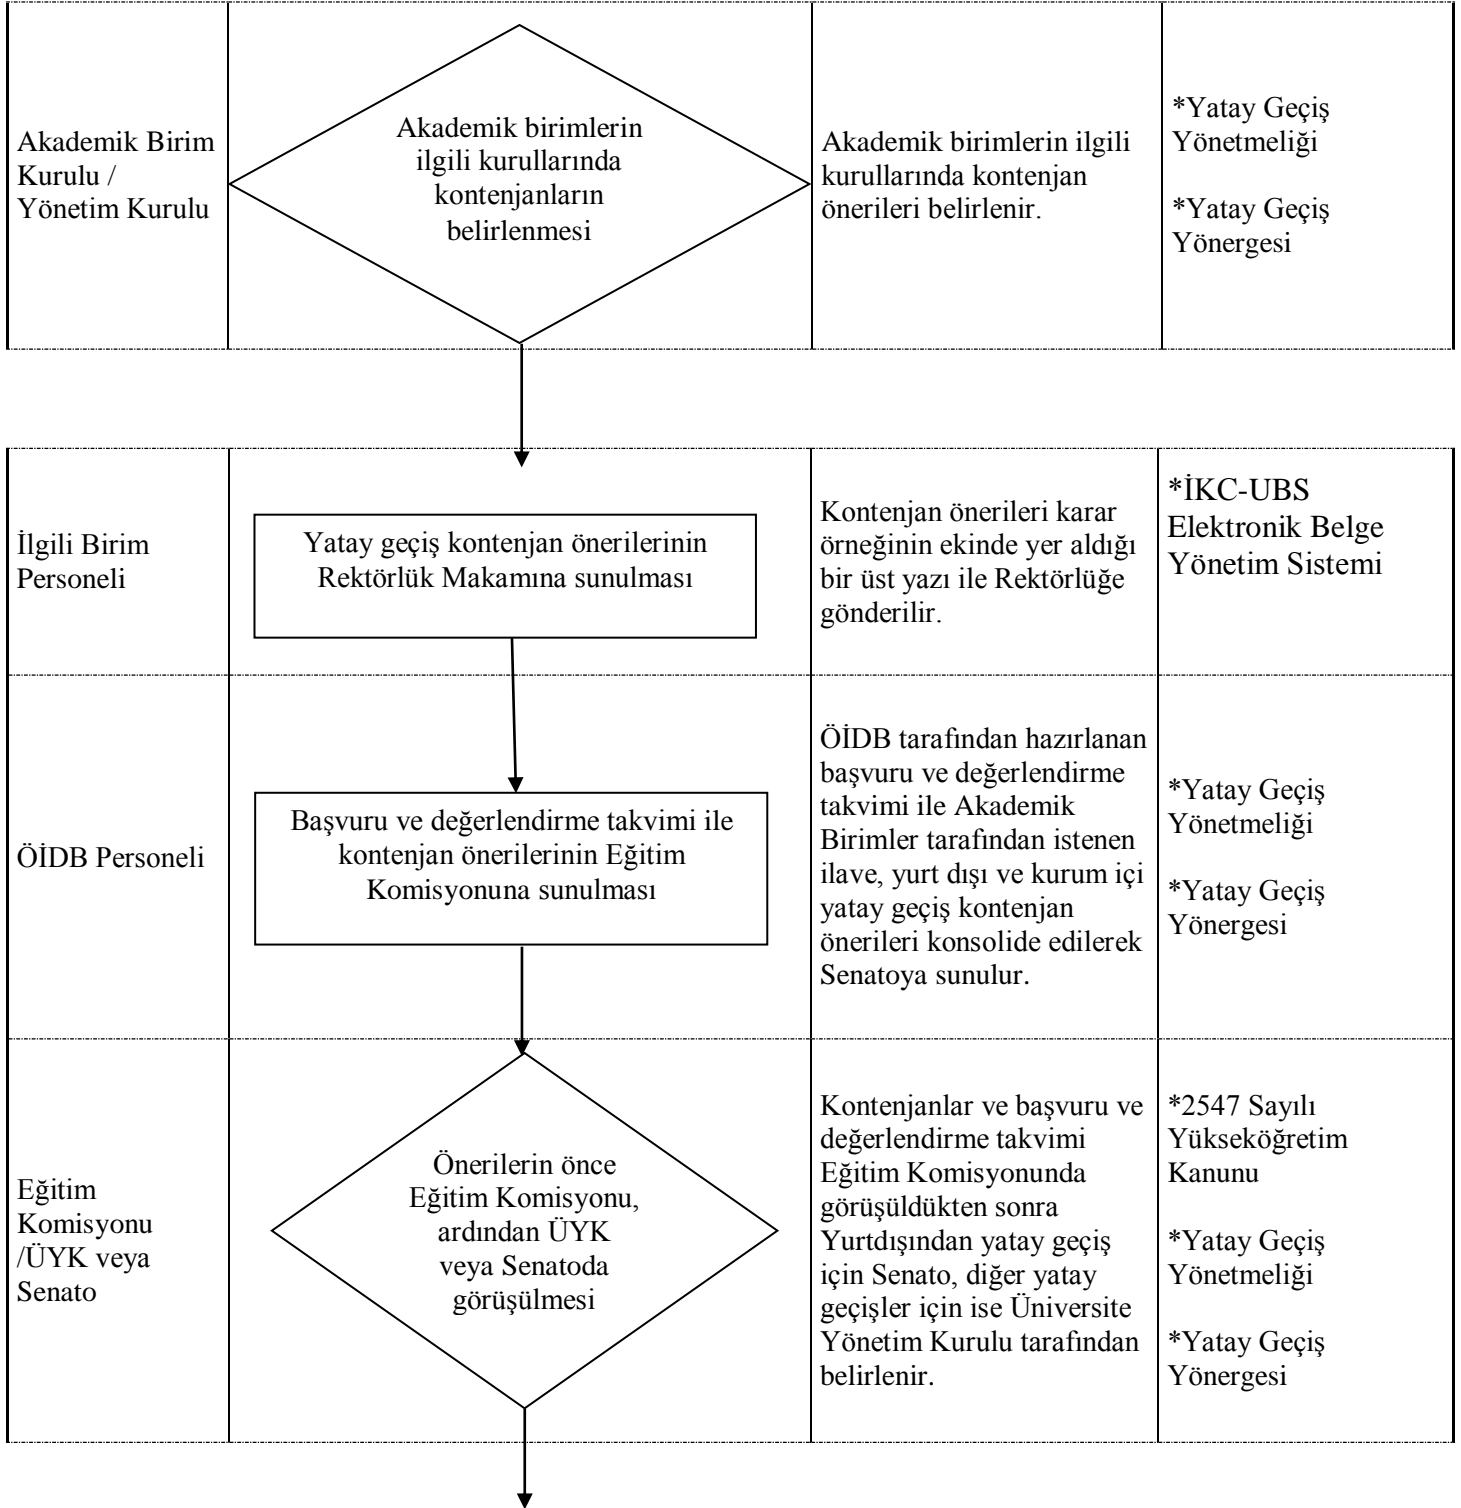 Akademik Birim
Kurulu /
Yönetim Kurulu
Akademik birimlerin
ilgili kurullarında
kontenjanların
belirlenmesi
Akademik birimlerin ilgili
kurullarında kontenjan
önerileri belirlenir.
*Yatay Geçiş
Yönetmeliği
*Yatay Geçiş
Yönergesi
İlgili Birim
Personeli
Yatay geçiş kontenjan önerilerinin
Rektörlük Makamına sunulması
Kontenjan önerileri karar
örneğinin ekinde yer aldığı
bir üst yazı ile Rektörlüğe
gönderilir.
*İKC-UBS
Elektronik Belge
Yönetim Sistemi
ÖİDB Personeli
Başvuru ve değerlendirme takvimi ile
kontenjan önerilerinin Eğitim
Komisyonuna sunulması
ÖİDB tarafından hazırlanan
başvuru ve değerlendirme
takvimi ile Akademik
Birimler tarafından istenen
ilave, yurt dışı ve kurum içi
yatay geçiş kontenjan
önerileri konsolide edilerek
Senatoya sunulur.
*Yatay Geçiş
Yönetmeliği
*Yatay Geçiş
Yönergesi
Eğitim
Komisyonu
/ÜYK veya
Senato
Önerilerin önce
Eğitim Komisyonu,
ardından ÜYK
veya Senatoda
görüşülmesi
Kontenjanlar ve başvuru ve
değerlendirme takvimi
Eğitim Komisyonunda
görüşüldükten sonra
Yurtdışından yatay geçiş
için Senato, diğer yatay
geçişler için ise Üniversite
Yönetim Kurulu tarafından
belirlenir.
*2547 Sayılı
Yükseköğretim
Kanunu
*Yatay Geçiş
Yönetmeliği
*Yatay Geçiş
Yönergesi